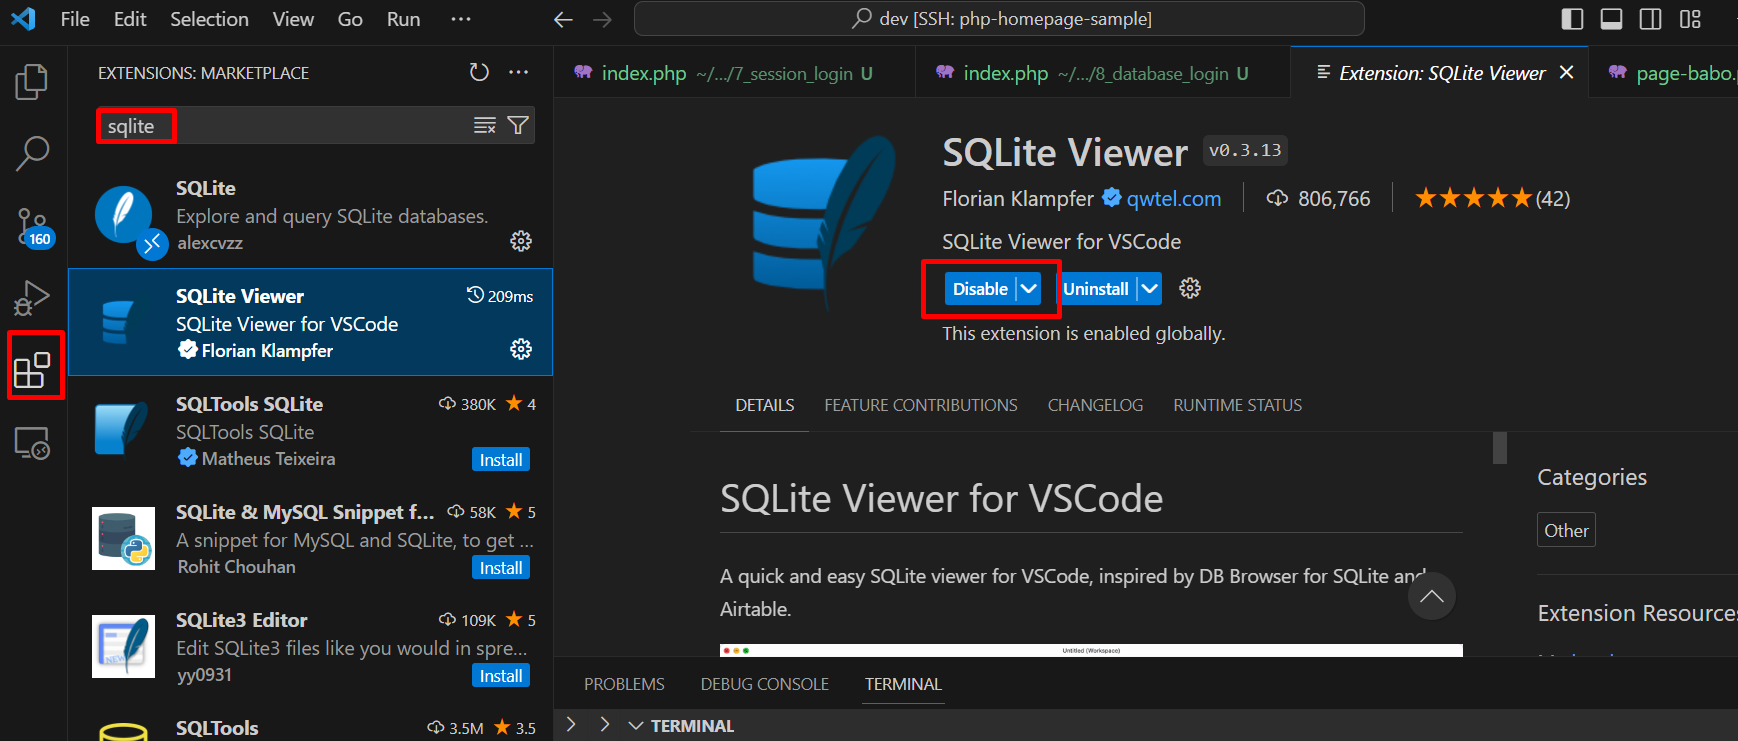 File Edit Selection View Go Run ···
dev [SSH: php-homepage-sample]
EXTENSIONS: MARKETPLACE
sqlite
160
SQLite
Explore and query SQLite databases.
alexcvzz
SQLite Viewer 209ms
SQLite Viewer for VSCode
Florian Klampfer
SQLTools SQLite 380K 4
SQLTools SQLite
Matheus Teixeira
Install
SQLite & MySQL Snippet f... 58K 5
A snippet for MySQL and SQLite, to get ...
Rohit Chouhan
Install
SQLite3 Editor 109K 5
Edit SQLite3 files like you would in spre...
yy0931
Install
SQLTools 3.5M 3.5
index.php ~/.../7_session_login U
index.php ~/.../8_database_login U
Extension: SQLite Viewer
page-babo.
SQLite Viewer v0.3.13
Florian Klampfer qwtel.com 806,766 (42)
SQLite Viewer for VSCode
Disable Uninstall
This extension is enabled globally.
DETAILS FEATURE CONTRIBUTIONS CHANGELOG RUNTIME STATUS
SQLite Viewer for VSCode
A quick and easy SQLite viewer for VSCode, inspired by DB Browser for SQLite and
Airtable.
Untitled (Workspace)
Categories
Other
Extension Resources
PROBLEMS DEBUG CONSOLE TERMINAL
TERMINAL